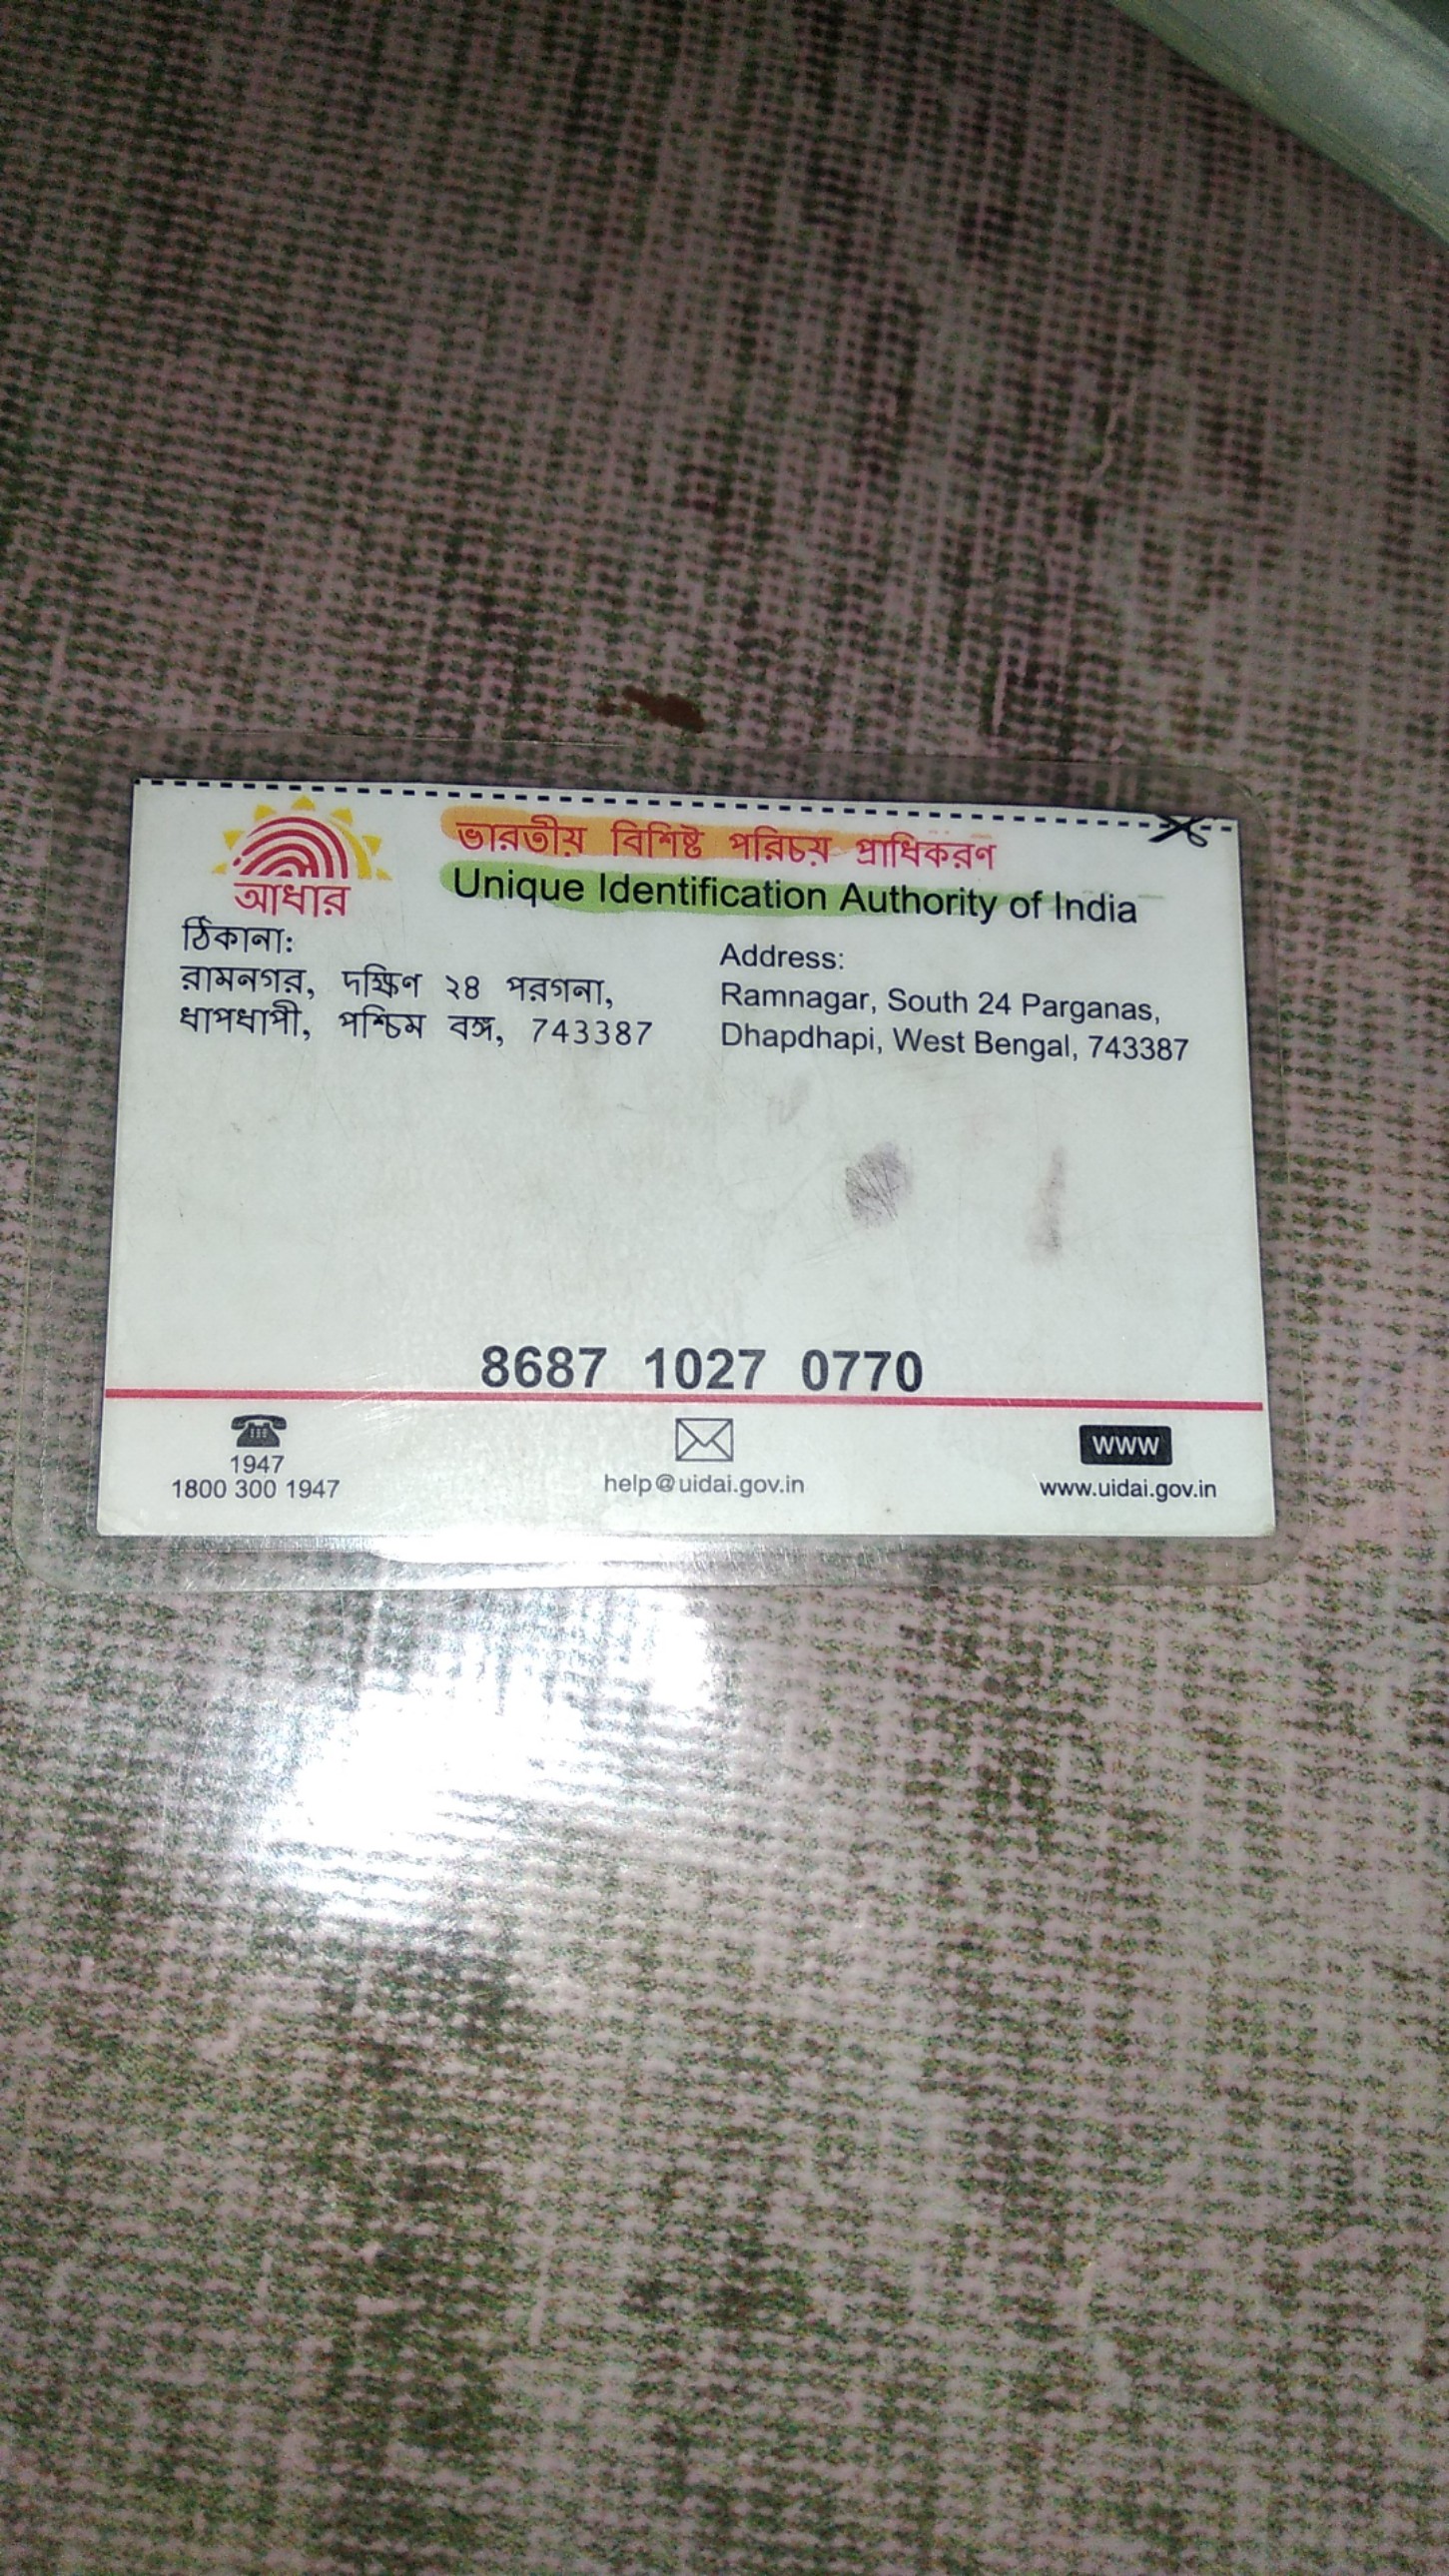 ভারতীয় বিশিষ্ট পরিচয় প্রাধিকরণ
Unique Identification Authority of India
আধার
ঠিকানা:
রামনগর, দক্ষিণ ২৪ পরগনা,
ধাপধাপী, পশ্চিম বঙ্গ, 743387
Address:
Ramnagar, South 24 Parganas,
Dhapdhapi, West Bengal, 743387
8687 1027 0770
1947
1800 300 1947
help@uidai.gov.in
www
www.uidai.gov.in